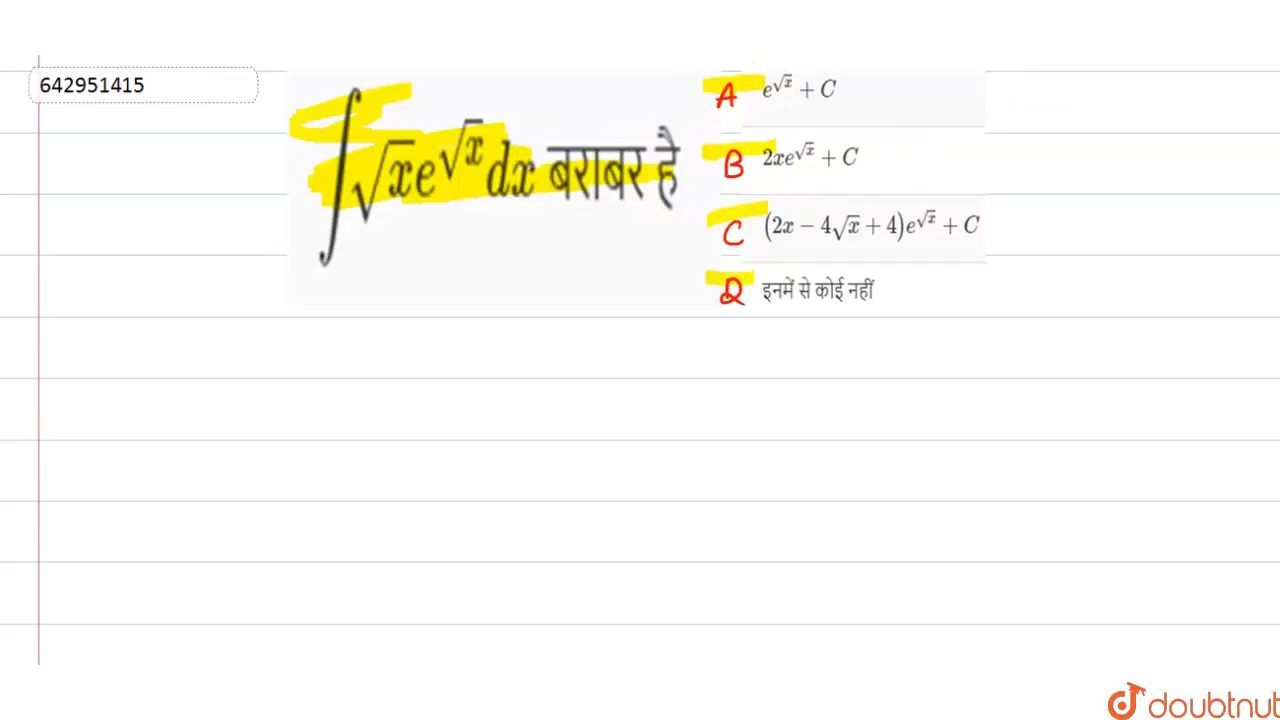 642951415
∫√x e^√x dx बराबर है
A e^√x + C
B 2xe^√x + C
C (2x − 4√x + 4)e^√x + C
D इनमें से कोई नहीं
doubtnut